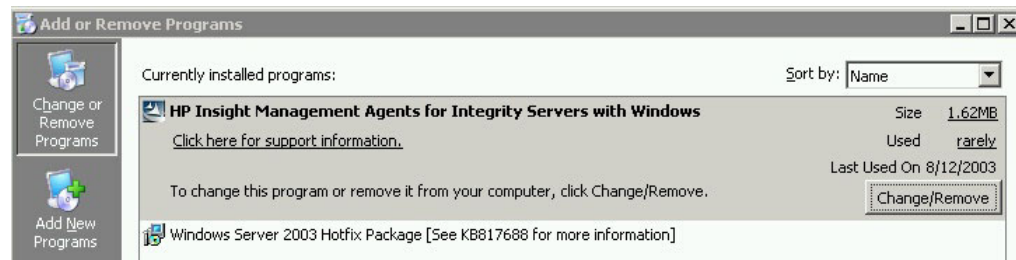 Add or Remove Programs
Change or
Remove
Programs
Add New
Programs
Currently installed programs:
Sort by: Name
HP Insight Management Agents for Integrity Servers with Windows
Size 1.62MB
Click here for support information.
Used rarely
Last Used On 8/12/2003
To change this program or remove it from your computer, click Change/Remove.
Change/Remove
Windows Server 2003 Hotfix Package [See KB817688 for more information]